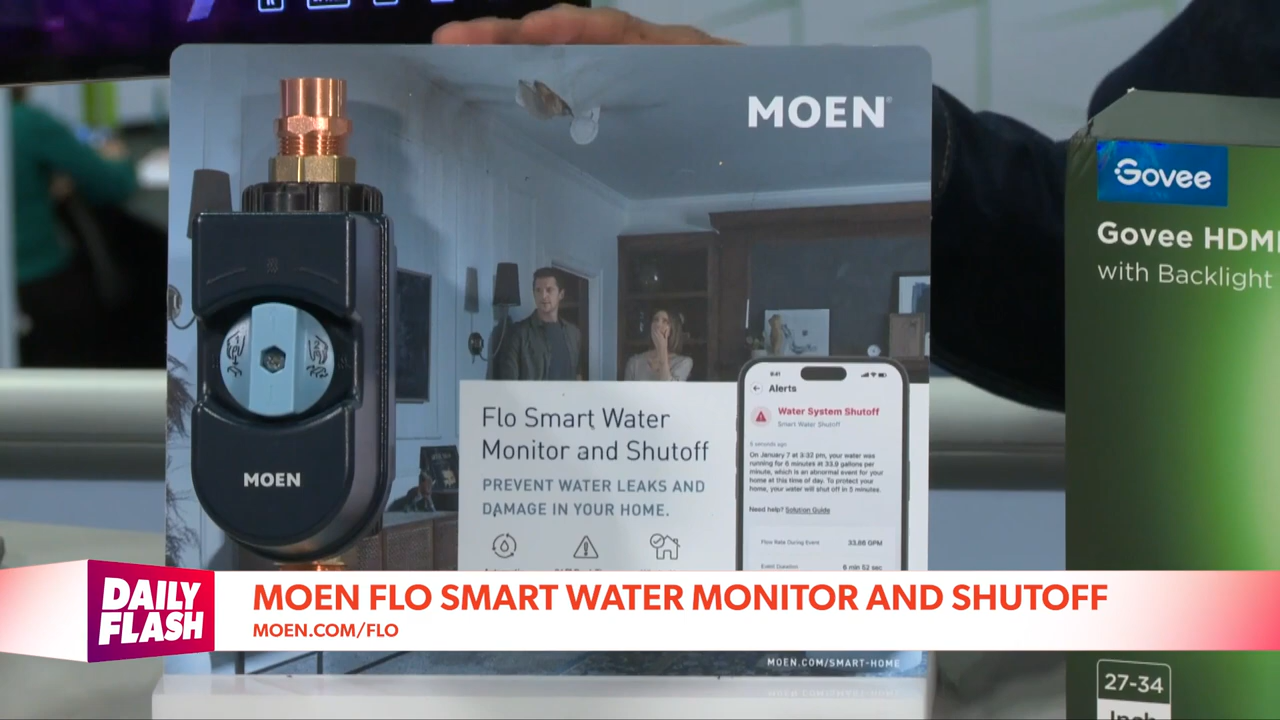 MOEN
Govee
Govee HDMI
with Backlight
Flo Smart Water
Monitor and Shutoff
PREVENT WATER LEAKS AND
DAMAGE IN YOUR HOME.
MOEN
9:41
Alerts
Water System Shutoff
Smart Water Shutoff
5 seconds ago
On January 7 at 3:32 pm, your water was
running for 6 minutes at 33.9 gallons per
minute, which is an abnormal event for your
home at this time of day. To protect your
home, your water will shut off in 5 minutes.
Need help? Solution Guide
Flow Rate During Event 33.86 GPM
Event Duration 6 min 52 sec
DAILY
FLASH
MOEN FLO SMART WATER MONITOR AND SHUTOFF
MOEN.COM/FLO
MOEN.COM/SMART-HOME
27-34
Inch